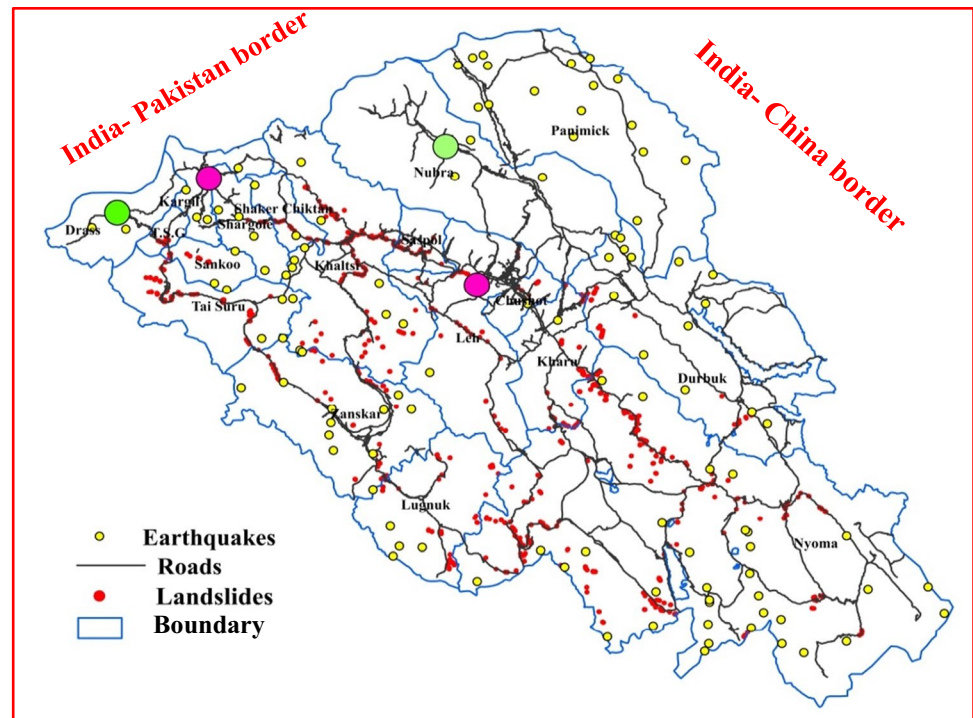 India- Pakistan border
India- China border
Panimick
Nubra
Kargil
Shaker Chiktan
Drass
T.S.G
Shargole
Saspol
Sankoo
Khaltsi
Chushot
Tai Suru
Leh
Kharu
Durbuk
Zanskar
Lugnuk
Nyoma
Earthquakes
Roads
Landslides
Boundary